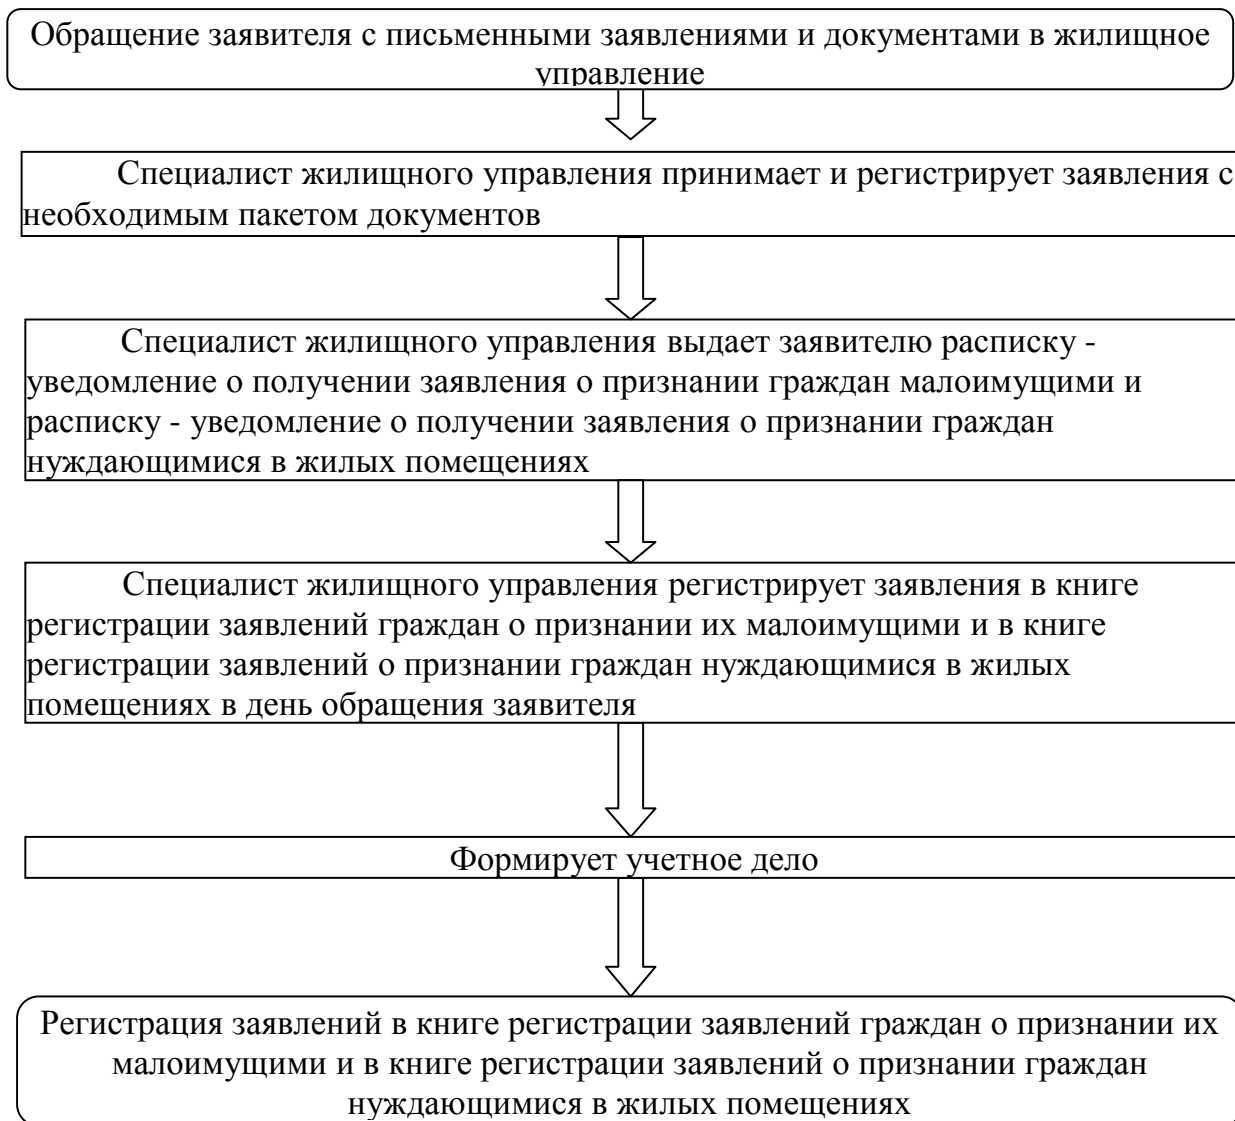 Обращение заявителя с письменными заявлениями и документами в жилищное
управление
Специалист жилищного управления принимает и регистрирует заявления с
необходимым пакетом документов
Специалист жилищного управления выдает заявителю расписку -
уведомление о получении заявления о признании граждан малоимущими и
расписку - уведомление о получении заявления о признании граждан
нуждающимися в жилых помещениях
Специалист жилищного управления регистрирует заявления в книге
регистрации заявлений граждан о признании их малоимущими и в книге
регистрации заявлений о признании граждан нуждающимися в жилых
помещениях в день обращения заявителя
Формирует учетное дело
Регистрация заявлений в книге регистрации заявлений граждан о признании их
малоимущими и в книге регистрации заявлений о признании граждан
нуждающимися в жилых помещениях